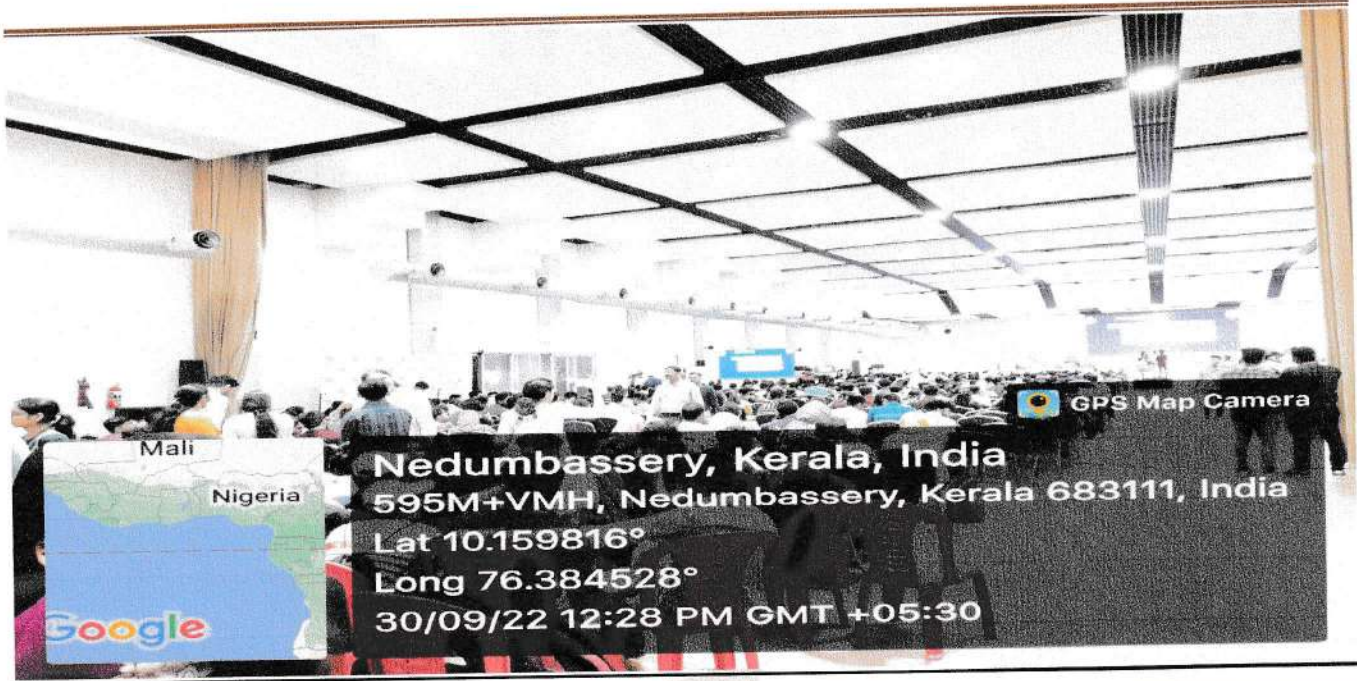 GPS Map Camera
Mali
Nigeria
Google
Nedumbassery, Kerala, India
595M+VMH, Nedumbassery, Kerala 683111, India
Lat 10.159816°
Long 76.384528°
30/09/22 12:28 PM GMT +05:30